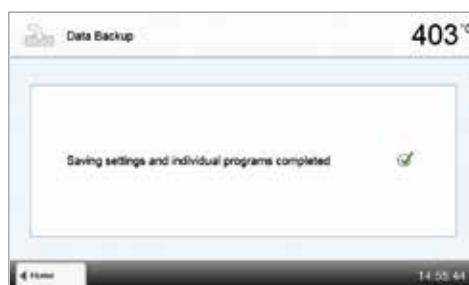 Data Backup
403 °C
Saving settings and individual programs completed
Home
14:55:44